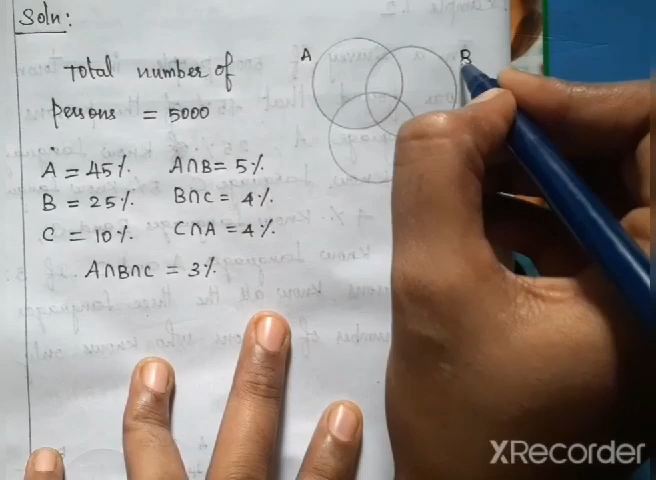 Soln:
Total number of
persons = 5000
A = 45% A∩B = 5%
B = 25% B∩C = 4%
C = 10% C∩A = 4%
A∩B∩C = 3%
A
B
XRecorder